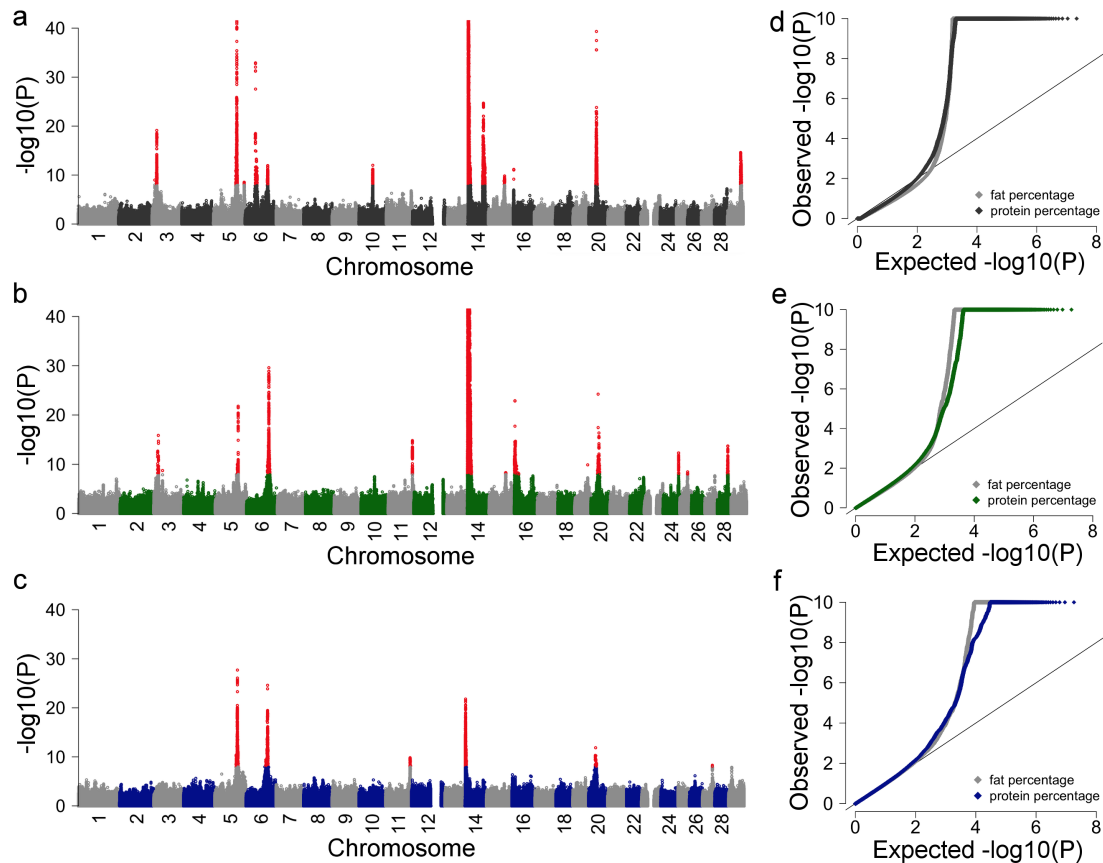 a
-log10(P)
40
30
20
10
0
1 2 3 4 5 6 7 8 9 10 11 12 14 16 18 20 22 24 26 28
Chromosome
d
Observed -log10(P)
10
8
6
4
2
0
fat percentage
protein percentage
0 2 4 6 8
Expected -log10(P)
b
-log10(P)
40
30
20
10
0
1 2 3 4 5 6 7 8 9 10 11 12 14 16 18 20 22 24 26 28
Chromosome
e
Observed -log10(P)
10
8
6
4
2
0
fat percentage
protein percentage
0 2 4 6 8
Expected -log10(P)
c
-log10(P)
40
30
20
10
0
1 2 3 4 5 6 7 8 9 10 11 12 14 16 18 20 22 24 26 28
Chromosome
f
Observed -log10(P)
10
8
6
4
2
0
fat percentage
protein percentage
0 2 4 6 8
Expected -log10(P)